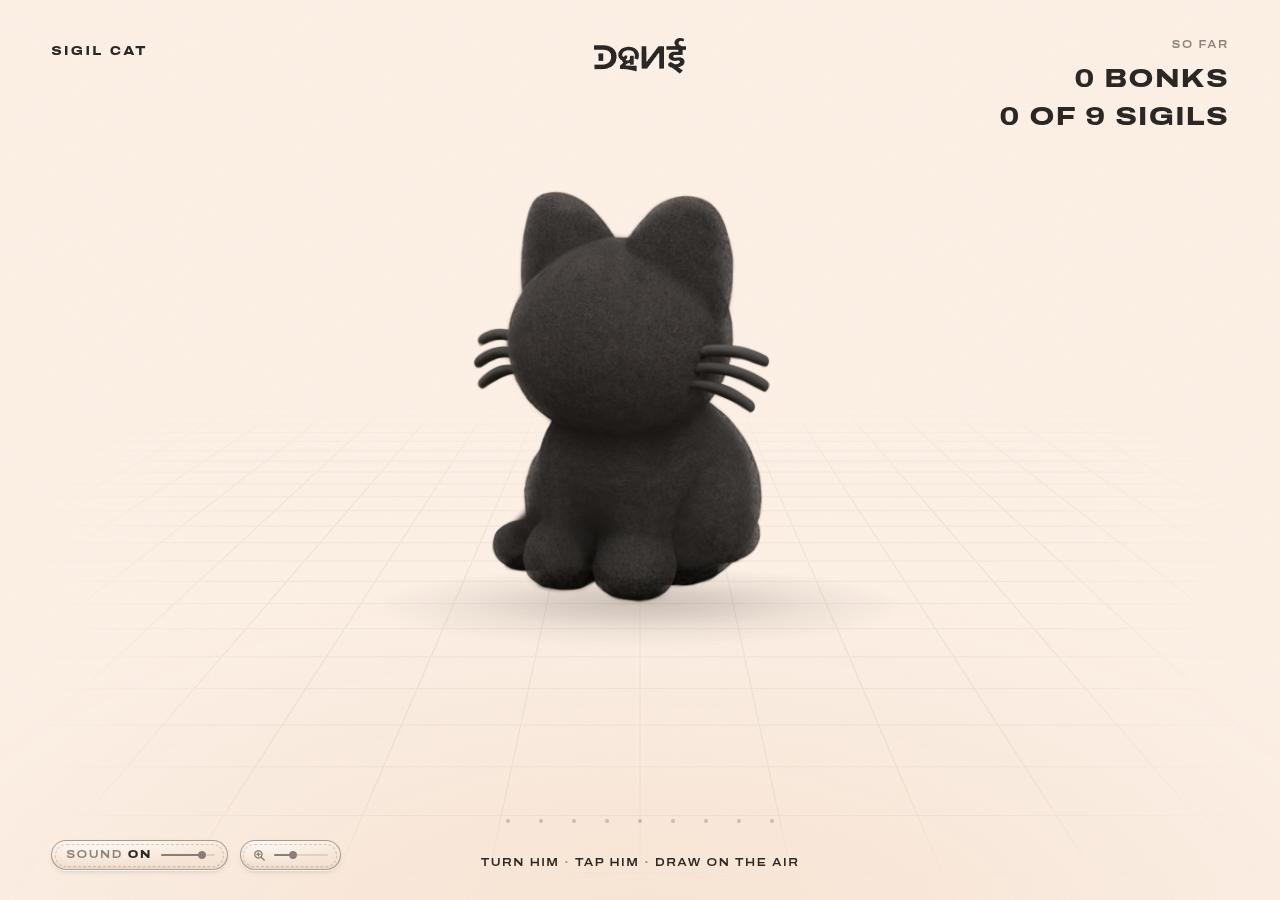 SIGIL CAT
SO FAR
0 BONKS
0 OF 9 SIGILS
SOUND ON
TURN HIM · TAP HIM · DRAW ON THE AIR